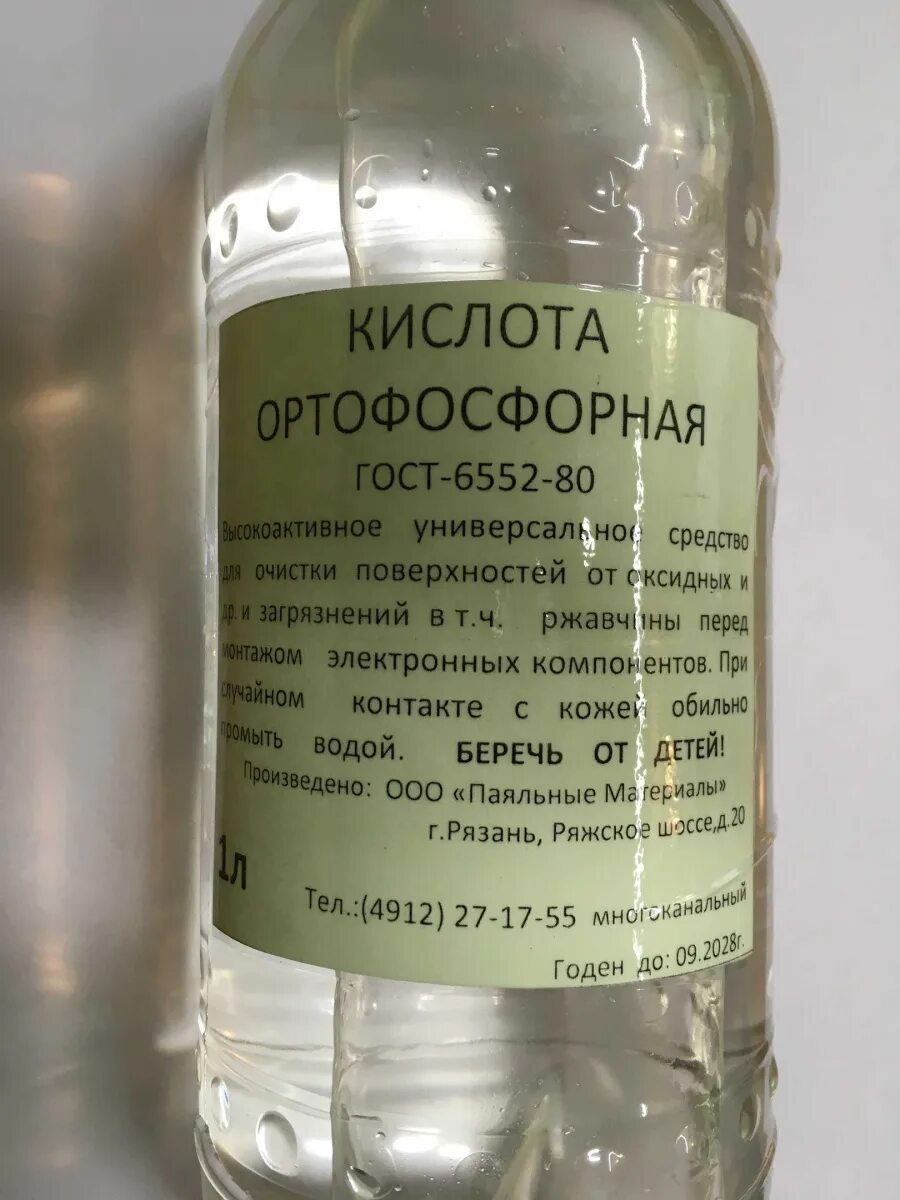 КИСЛОТА
ОРТОФОСФОРНАЯ
ГОСТ-6552-80
Высокоактивное универсальное средство
для очистки поверхностей от оксидных и
др. и загрязнений в т.ч. ржавчины перед
монтажом электронных компонентов. При
случайном контакте с кожей обильно
промыть водой. БЕРЕЧЬ ОТ ДЕТЕЙ!
Произведено: ООО «Паяльные Материалы»
г.Рязань, Ряжское шоссе,д.20
1л
Тел.:(4912) 27-17-55 многоканальный
Годен до: 09.2028г.